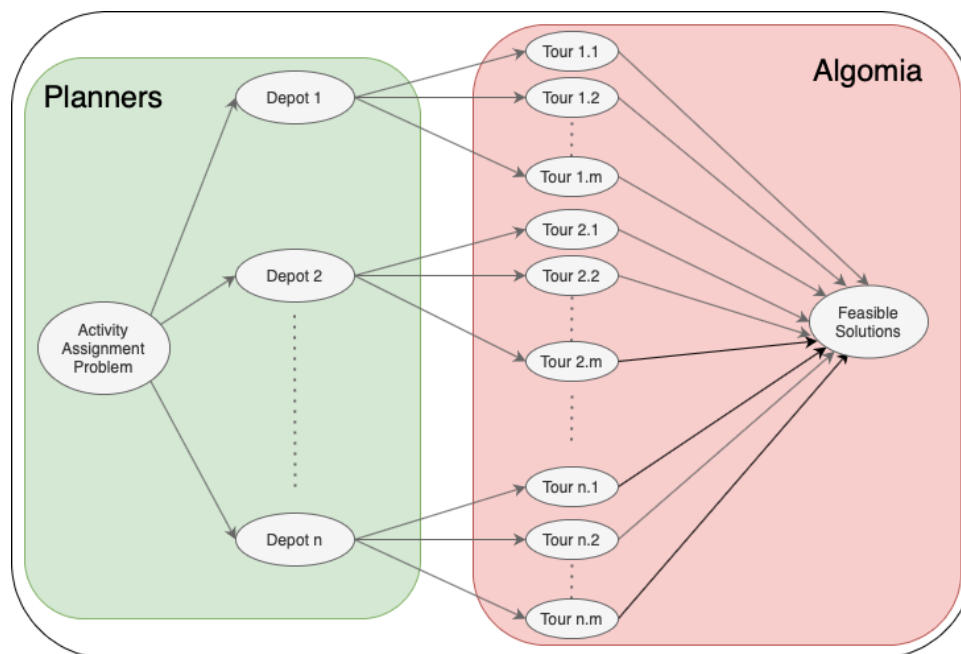 Planners
Algomia
Activity
Assignment
Problem
Depot 1
Depot 2
Depot n
Tour 1.1
Tour 1.2
Tour 1.m
Tour 2.1
Tour 2.2
Tour 2.m
Tour n.1
Tour n.2
Tour n.m
Feasible
Solutions